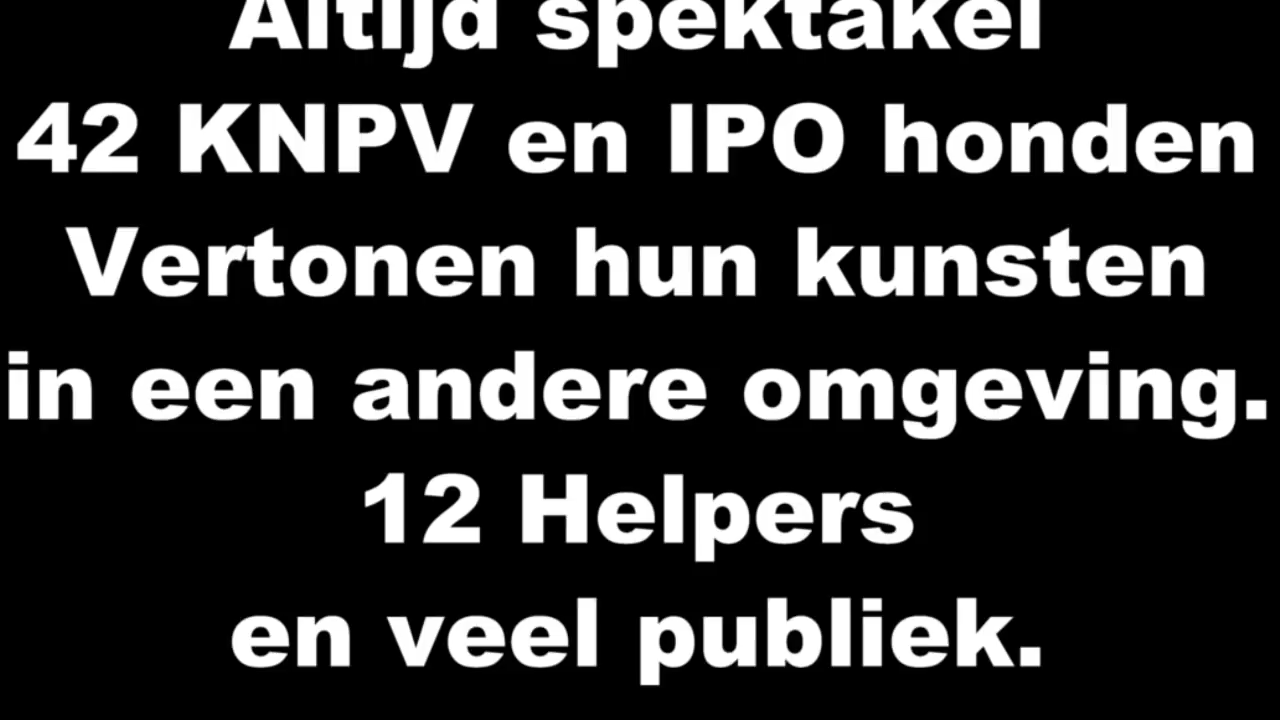 Altijd spektakel
42 KNPV en IPO honden
Vertonen hun kunsten
in een andere omgeving.
12 Helpers
en veel publiek.